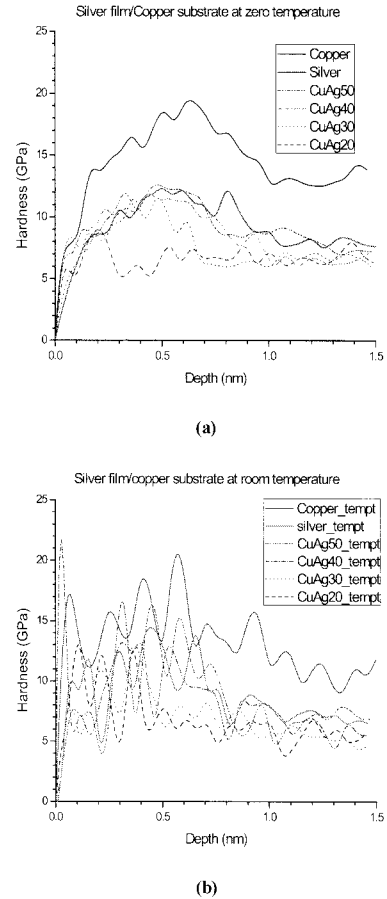 Silver film/Copper substrate at zero temperature
25
20
15
10
5
0
Hardness (GPa)
Copper
Silver
CuAg50
CuAg40
CuAg30
CuAg20
0.0 0.5 1.0 1.5
Depth (nm)
(a)
Silver film/copper substrate at room temperature
25
20
15
10
5
0
Hardness (GPa)
Copper_tempt
silver_tempt
CuAg50_tempt
CuAg40_tempt
CuAg30_tempt
CuAg20_tempt
0.0 0.5 1.0 1.5
Depth (nm)
(b)